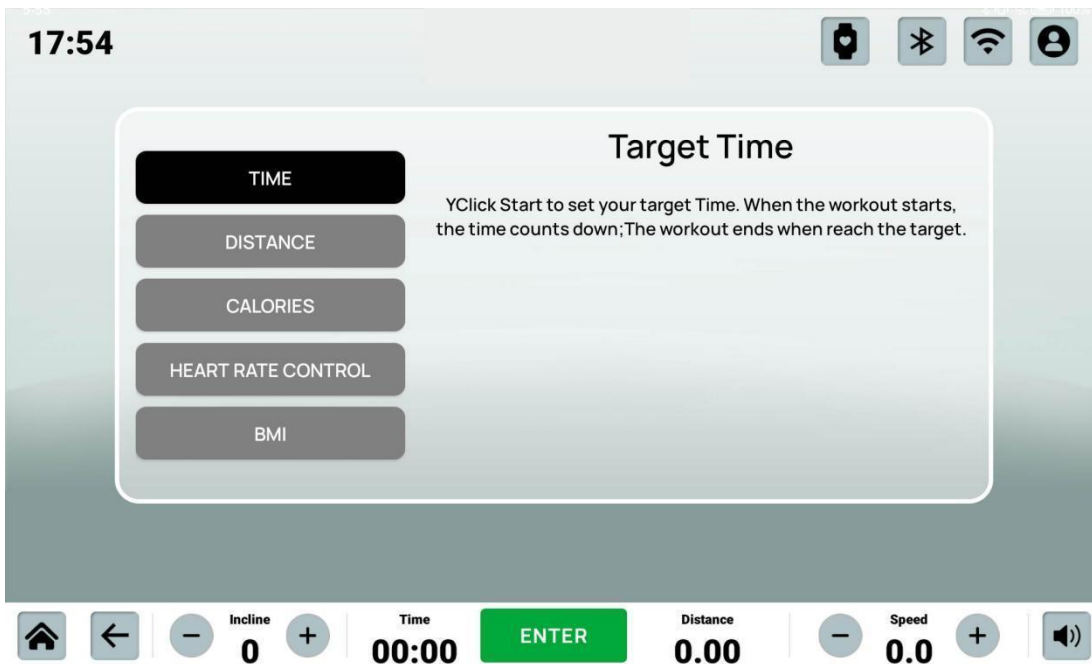 17:54
TIME
DISTANCE
CALORIES
HEART RATE CONTROL
BMI
Target Time
YClick Start to set your target Time. When the workout starts,
the time counts down;The workout ends when reach the target.
Incline
0
Time
00:00
ENTER
Distance
0.00
Speed
0.0